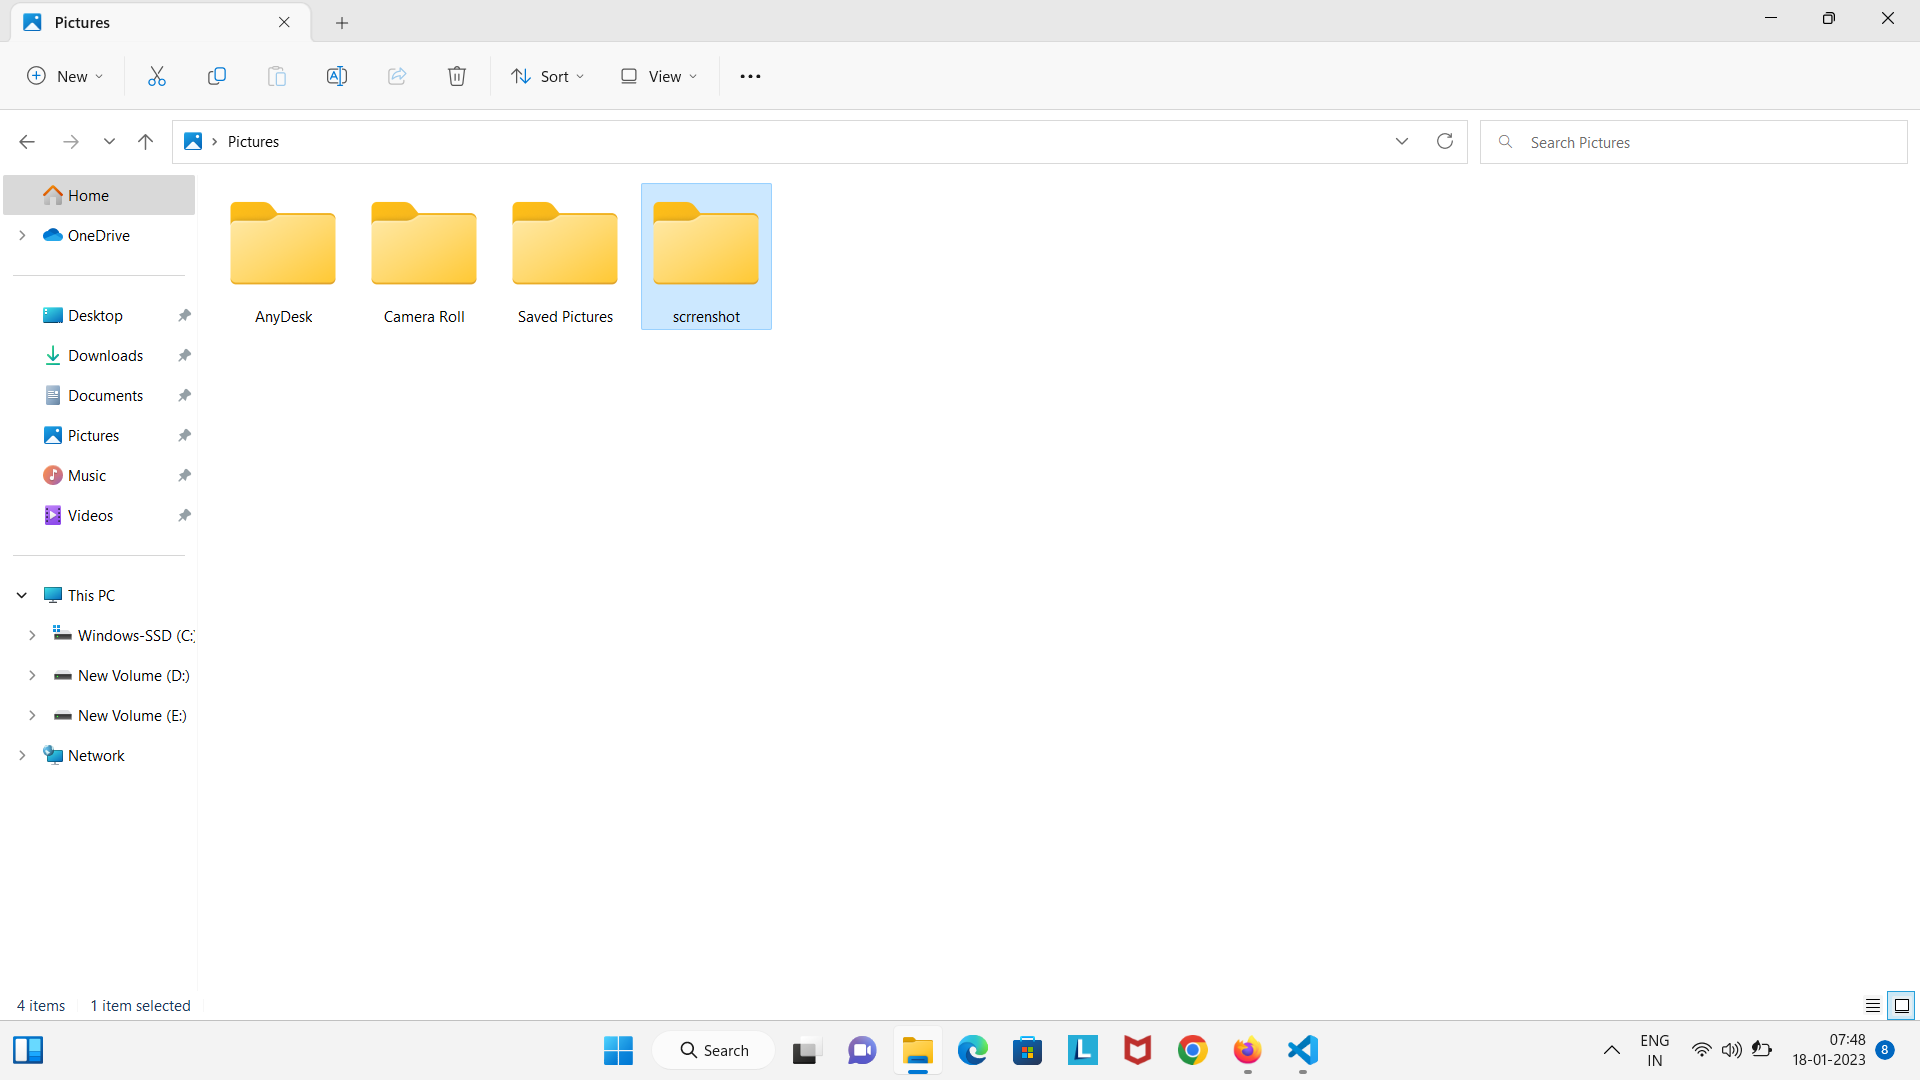 Pictures
New
Sort
View
Pictures
Search Pictures
Home
OneDrive
Desktop
Downloads
Documents
Pictures
Music
Videos
This PC
Windows-SSD (C:)
New Volume (D:)
New Volume (E:)
Network
AnyDesk
Camera Roll
Saved Pictures
scrrenshot
4 items
1 item selected
Search
ENG
IN
07:48
18-01-2023
8